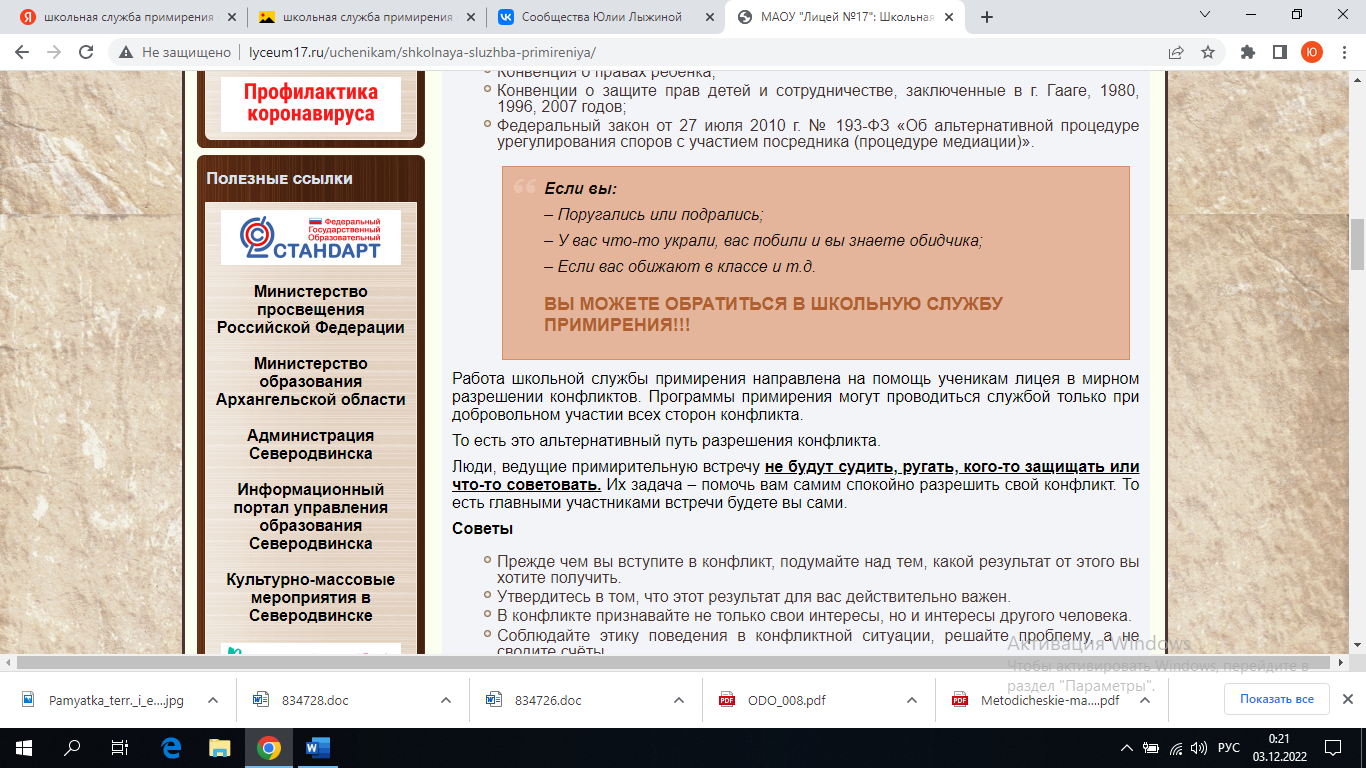 школьная служба примирения
школьная служба примирения
Сообщества Юлии Лыжиной
МАОУ "Лицей №17": Школьная
Не защищено
lyceum17.ru/uchenikam/shkolnaya-sluzhba-primireniya/
Ю
Профилактика
коронавируса
Полезные ссылки
Федеральный
Государственный
Образовательный
СТАНДАРТ
Министерство
просвещения
Российской Федерации
Министерство
образования
Архангельской области
Администрация
Северодвинска
Информационный
портал управления
образования
Северодвинска
Культурно-массовые
мероприятия в
Северодвинске
Конвенция о правах ребенка;
Конвенции о защите прав детей и сотрудничестве, заключенные в г. Гааге, 1980,
1996, 2007 годов;
Федеральный закон от 27 июля 2010 г. № 193-ФЗ «Об альтернативной процедуре
урегулирования споров с участием посредника (процедуре медиации)».
Если вы:
– Поругались или подрались;
– У вас что-то украли, вас побили и вы знаете обидчика;
– Если вас обижают в классе и т.д.
ВЫ МОЖЕТЕ ОБРАТИТЬСЯ В ШКОЛЬНУЮ СЛУЖБУ
ПРИМИРЕНИЯ!!!
Работа школьной службы примирения направлена на помощь ученикам лицея в мирном
разрешении конфликтов. Программы примирения могут проводиться службой только при
добровольном участии всех сторон конфликта.
То есть это альтернативный путь разрешения конфликта.
Люди, ведущие примирительную встречу не будут судить, ругать, кого-то защищать или
что-то советовать. Их задача – помочь вам самим спокойно разрешить свой конфликт. То
есть главными участниками встречи будете вы сами.
Советы
Прежде чем вы вступите в конфликт, подумайте над тем, какой результат от этого вы
хотите получить.
Утвердитесь в том, что этот результат для вас действительно важен.
В конфликте признавайте не только свои интересы, но и интересы другого человека.
Соблюдайте этику поведения в конфликтной ситуации, решайте проблему, а не
сводите счёты.
Активация Windows
Чтобы активировать Windows, перейдите в
раздел "Параметры".
Pamyatka_terr._i_e....jpg
834728.doc
834726.doc
ODO_008.pdf
Metodicheskie-ma....pdf
Показать все
РУС
0:21
03.12.2022